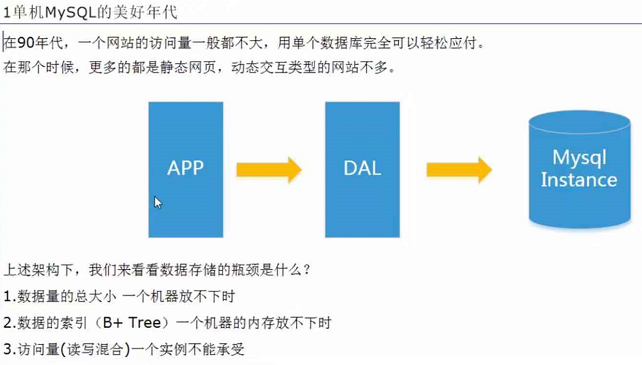 1单机MySQL的美好年代
在90年代，一个网站的访问量一般都不大，用单个数据库完全可以轻松应付。
在那个时候，更多的都是静态网页，动态交互类型的网站不多。
APP
DAL
Mysql
Instance
上述架构下，我们来看看数据存储的瓶颈是什么？
1.数据量的总大小 一个机器放不下时
2.数据的索引（B+ Tree）一个机器的内存放不下时
3.访问量(读写混合)一个实例不能承受